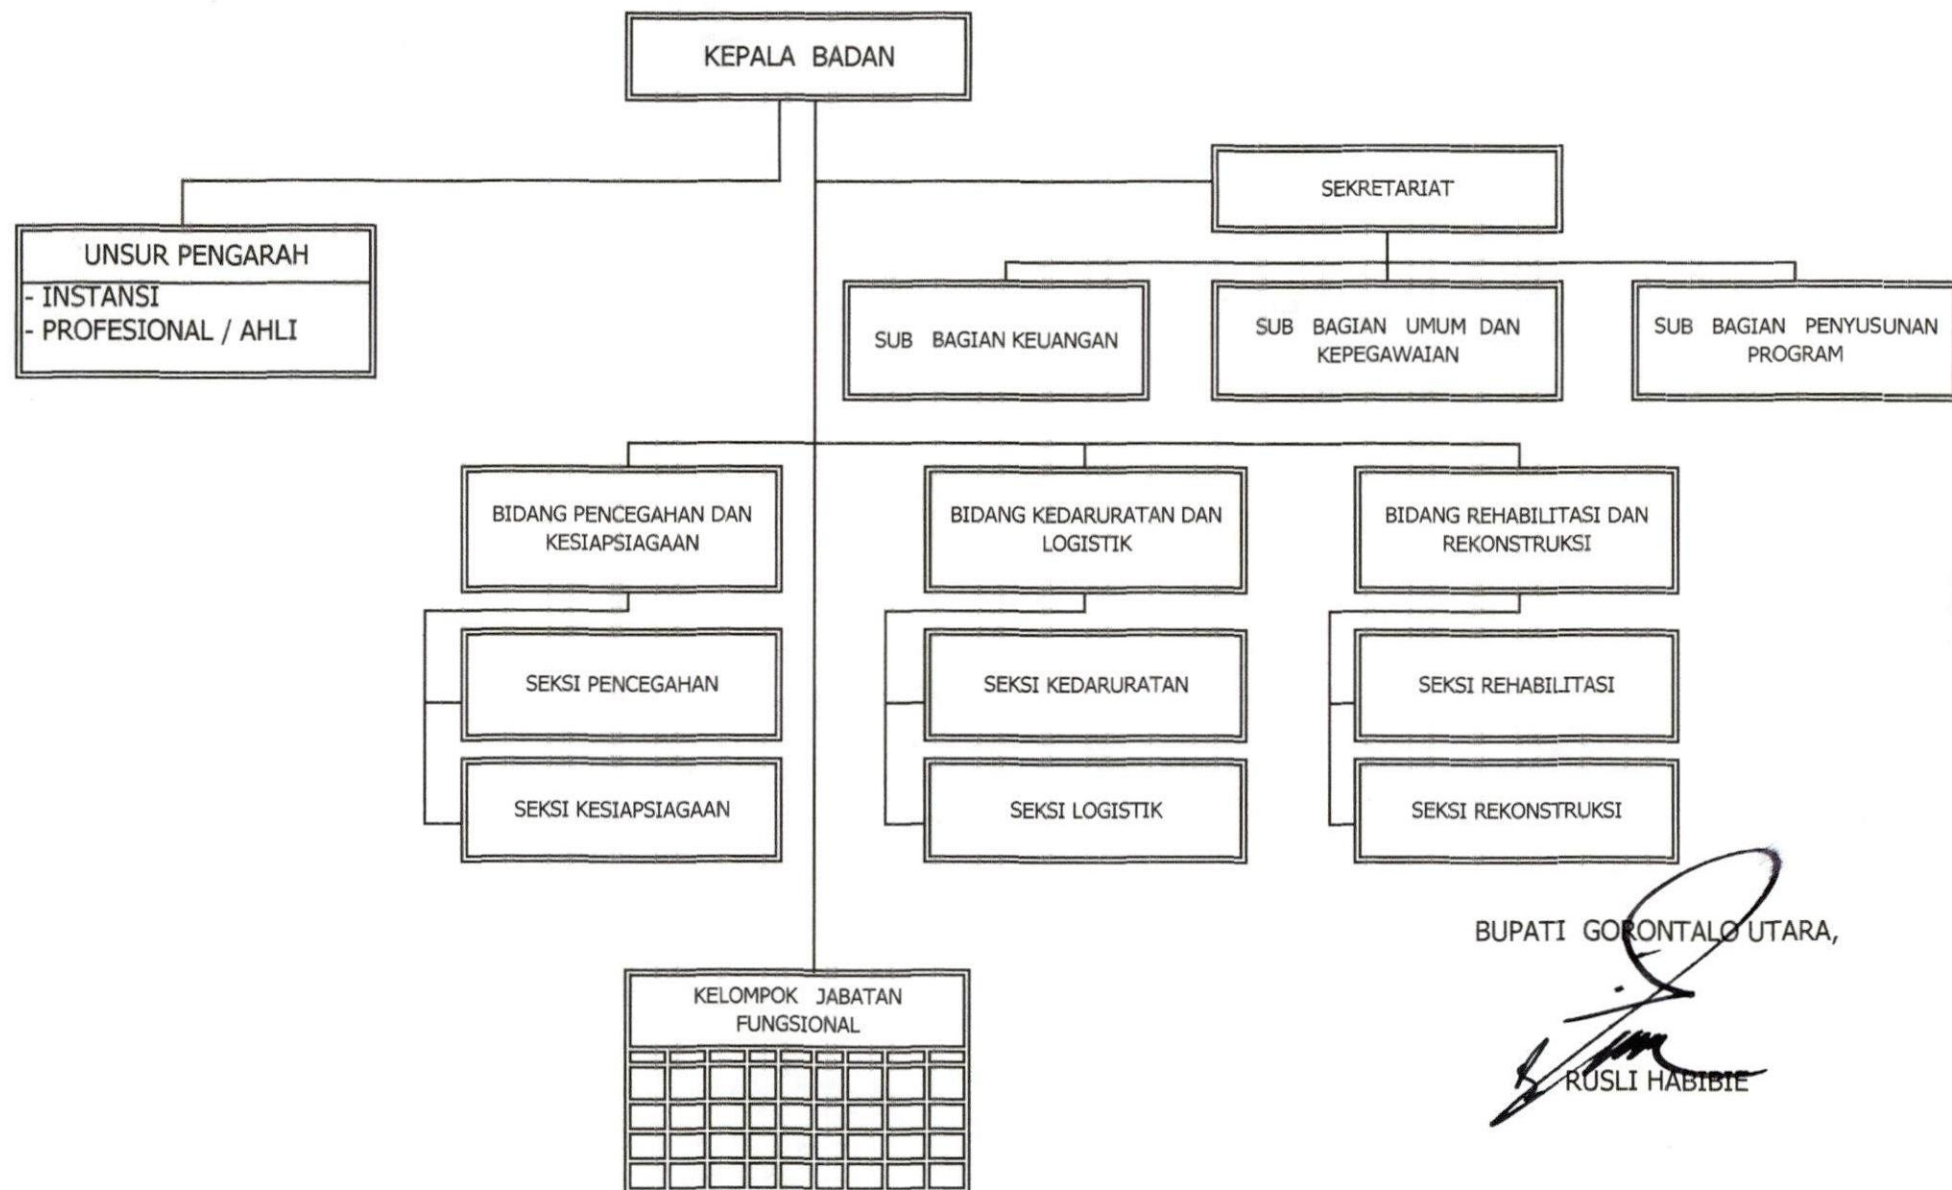 KEPALA BADAN
SEKRETARIAT
UNSUR PENGARAH
- INSTANSI
- PROFESIONAL / AHLI
SUB BAGIAN KEUANGAN
SUB BAGIAN UMUM DAN
KEPEGAWAIAN
SUB BAGIAN PENYUSUNAN
PROGRAM
BIDANG PENCEGAHAN DAN
KESIAPSIAGAAN
BIDANG KEDARURATAN DAN
LOGISTIK
BIDANG REHABILITASI DAN
REKONSTRUKSI
SEKSI PENCEGAHAN
SEKSI KEDARURATAN
SEKSI REHABILITASI
SEKSI KESIAPSIAGAAN
SEKSI LOGISTIK
SEKSI REKONSTRUKSI
BUPATI GORONTALO UTARA,
KELOMPOK JABATAN
FUNGSIONAL
RUSLI HABIBIE